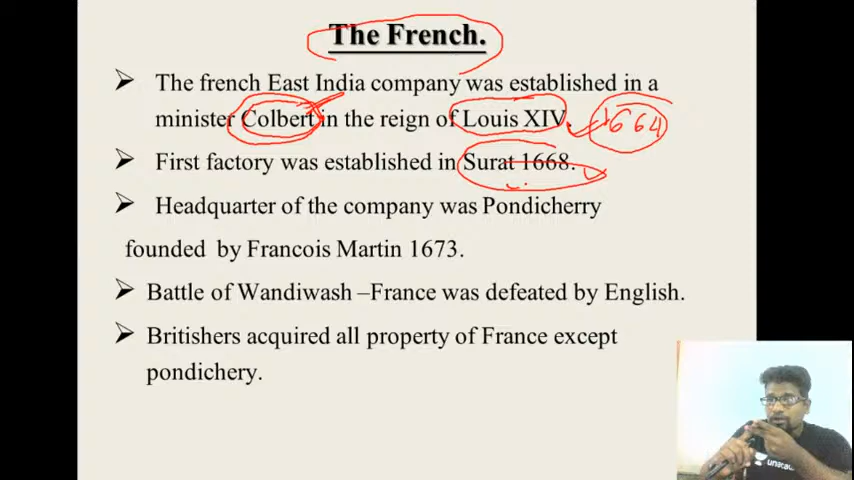 The French.
The french East India company was established in a
minister Colbert in the reign of Louis XIV. 1664
First factory was established in Surat 1668.
Headquarter of the company was Pondicherry
founded by Francois Martin 1673.
Battle of Wandiwash –France was defeated by English.
Britishers acquired all property of France except
pondichery.